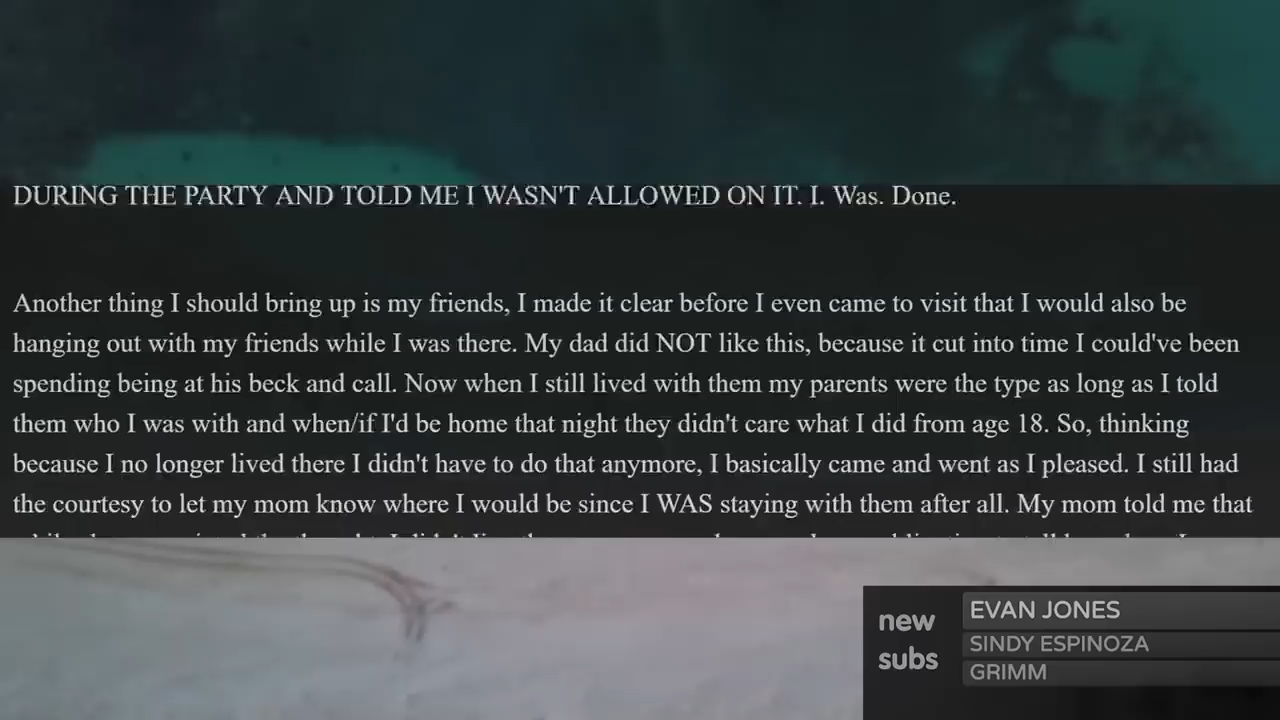 DURING THE PARTY AND TOLD ME I WASN'T ALLOWED ON IT. I. Was. Done.
Another thing I should bring up is my friends, I made it clear before I even came to visit that I would also be
hanging out with my friends while I was there. My dad did NOT like this, because it cut into time I could've been
spending being at his beck and call. Now when I still lived with them my parents were the type as long as I told
them who I was with and when/if I'd be home that night they didn't care what I did from age 18. So, thinking
because I no longer lived there I didn't have to do that anymore, I basically came and went as I pleased. I still had
the courtesy to let my mom know where I would be since I WAS staying with them after all. My mom told me that
new
subs
EVAN JONES
SINDY ESPINOZA
GRIMM